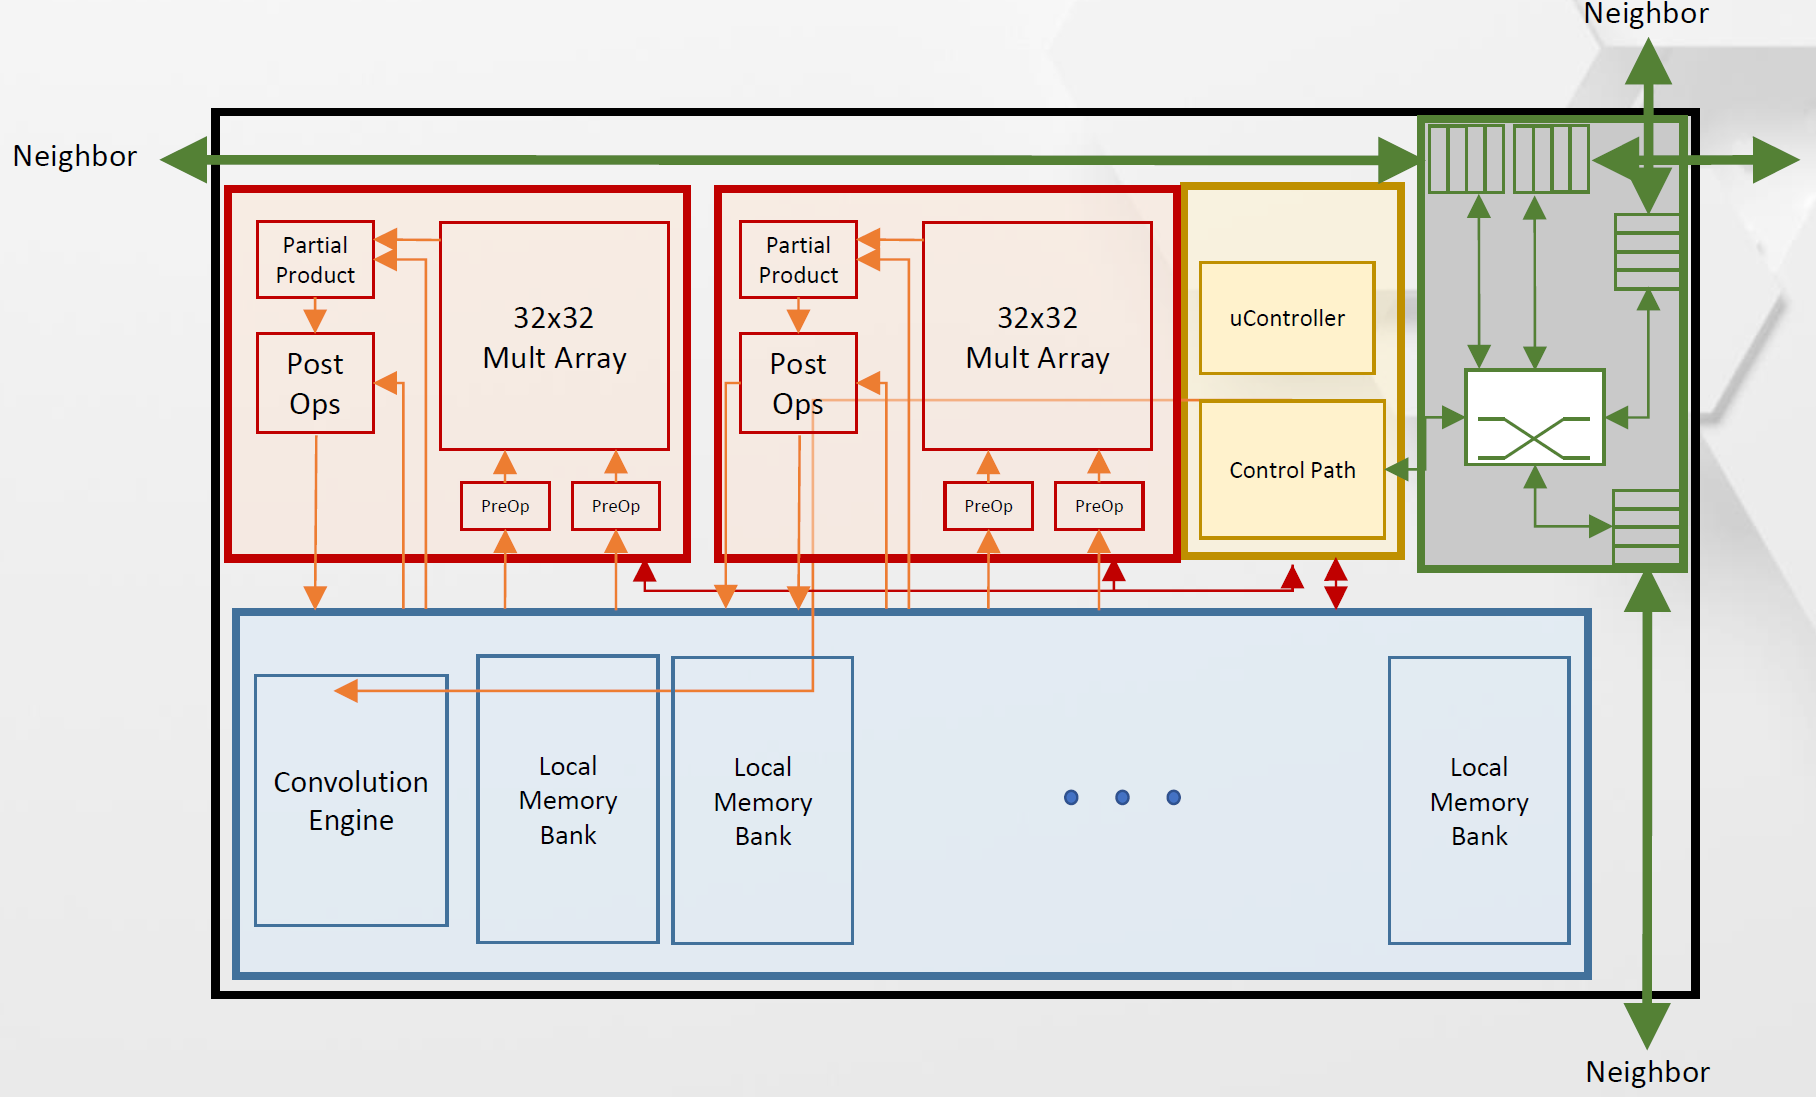 Neighbor
Neighbor
Partial
Product
32x32
Mult Array
Post
Ops
PreOp
PreOp
Partial
Product
32x32
Mult Array
Post
Ops
PreOp
PreOp
uController
Control Path
Convolution
Engine
Local
Memory
Bank
Local
Memory
Bank
Local
Memory
Bank
Neighbor